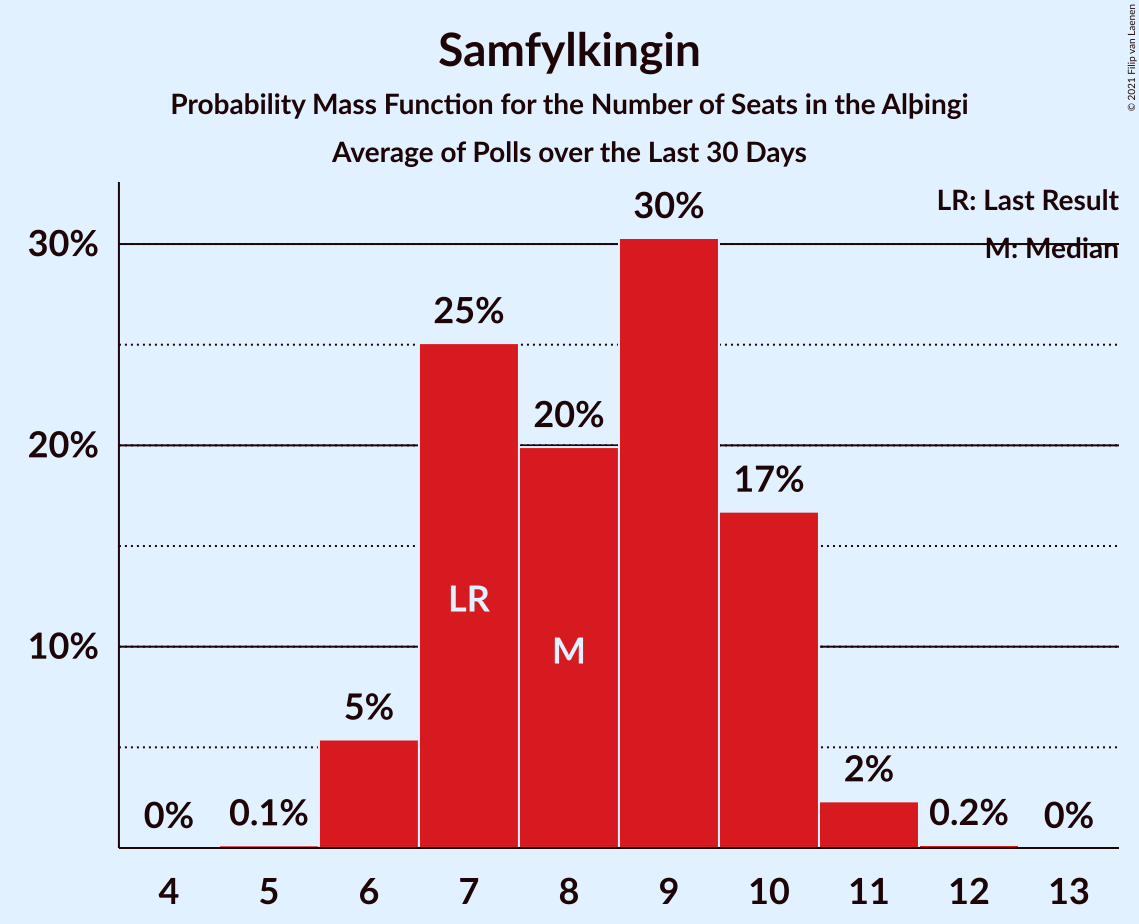 Samfylkingin
Probability Mass Function for the Number of Seats in the Alþingi
Average of Polls over the Last 30 Days
© 2021 Filip van Laenen
LR: Last Result
M: Median
30%
20%
10%
0%
0.1%
5%
25%
20%
30%
17%
2%
0.2%
0%
LR
M
4 5 6 7 8 9 10 11 12 13